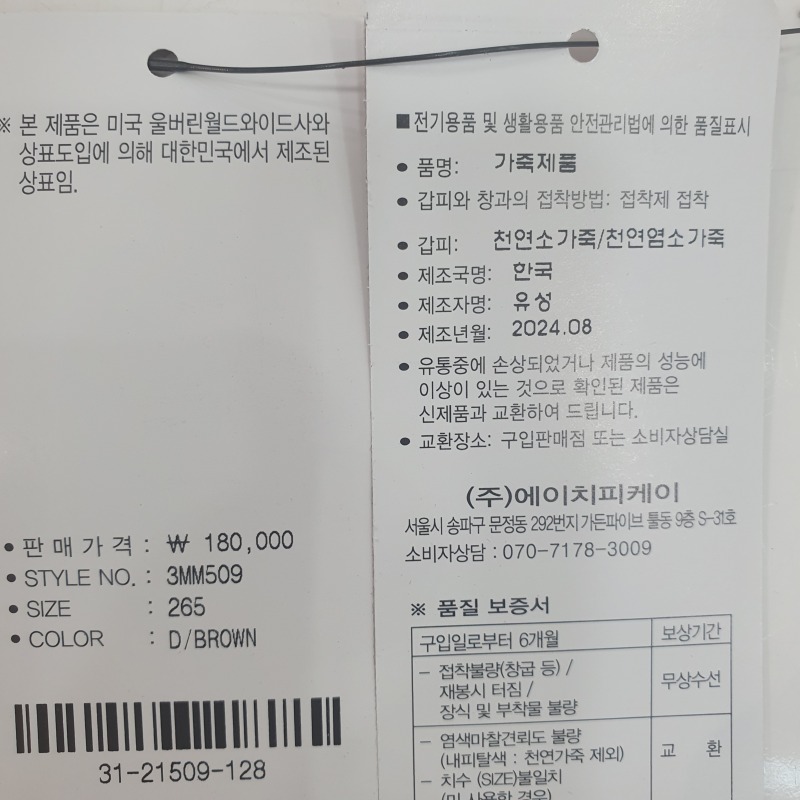 ※ 본 제품은 미국 울버린월드와이드사와
상표도입에 의해 대한민국에서 제조된
상표임.
• 판 매 가 격 : ₩ 180,000
• STYLE NO. : 3MM509
• SIZE : 265
• COLOR : D/BROWN
31-21509-128
■ 전기용품 및 생활용품 안전관리법에 의한 품질표시
• 품명: 가죽제품
• 갑피와 창과의 접착방법: 접착제 접착
• 갑피: 천연소가죽/천연염소가죽
• 제조국명: 한국
• 제조자명: 유성
• 제조년월: 2024.08
• 유통중에 손상되었거나 제품의 성능에
이상이 있는 것으로 확인된 제품은
신제품과 교환하여 드립니다.
• 교환장소: 구입판매점 또는 소비자상담실
(주)에이치피케이
서울시 송파구 문정동 292번지 가든파이브 툴동 9층 S-31호
소비자상담 : 070-7178-3009
※ 품질 보증서
구입일로부터 6개월 보상기간
- 접착불량(창굽 등) /
재봉시 터짐 /
장식 및 부착물 불량
무상수선
- 염색마찰견뢰도 불량
(내피탈색 : 천연가죽 제외)
- 치수 (SIZE)불일치
교 환